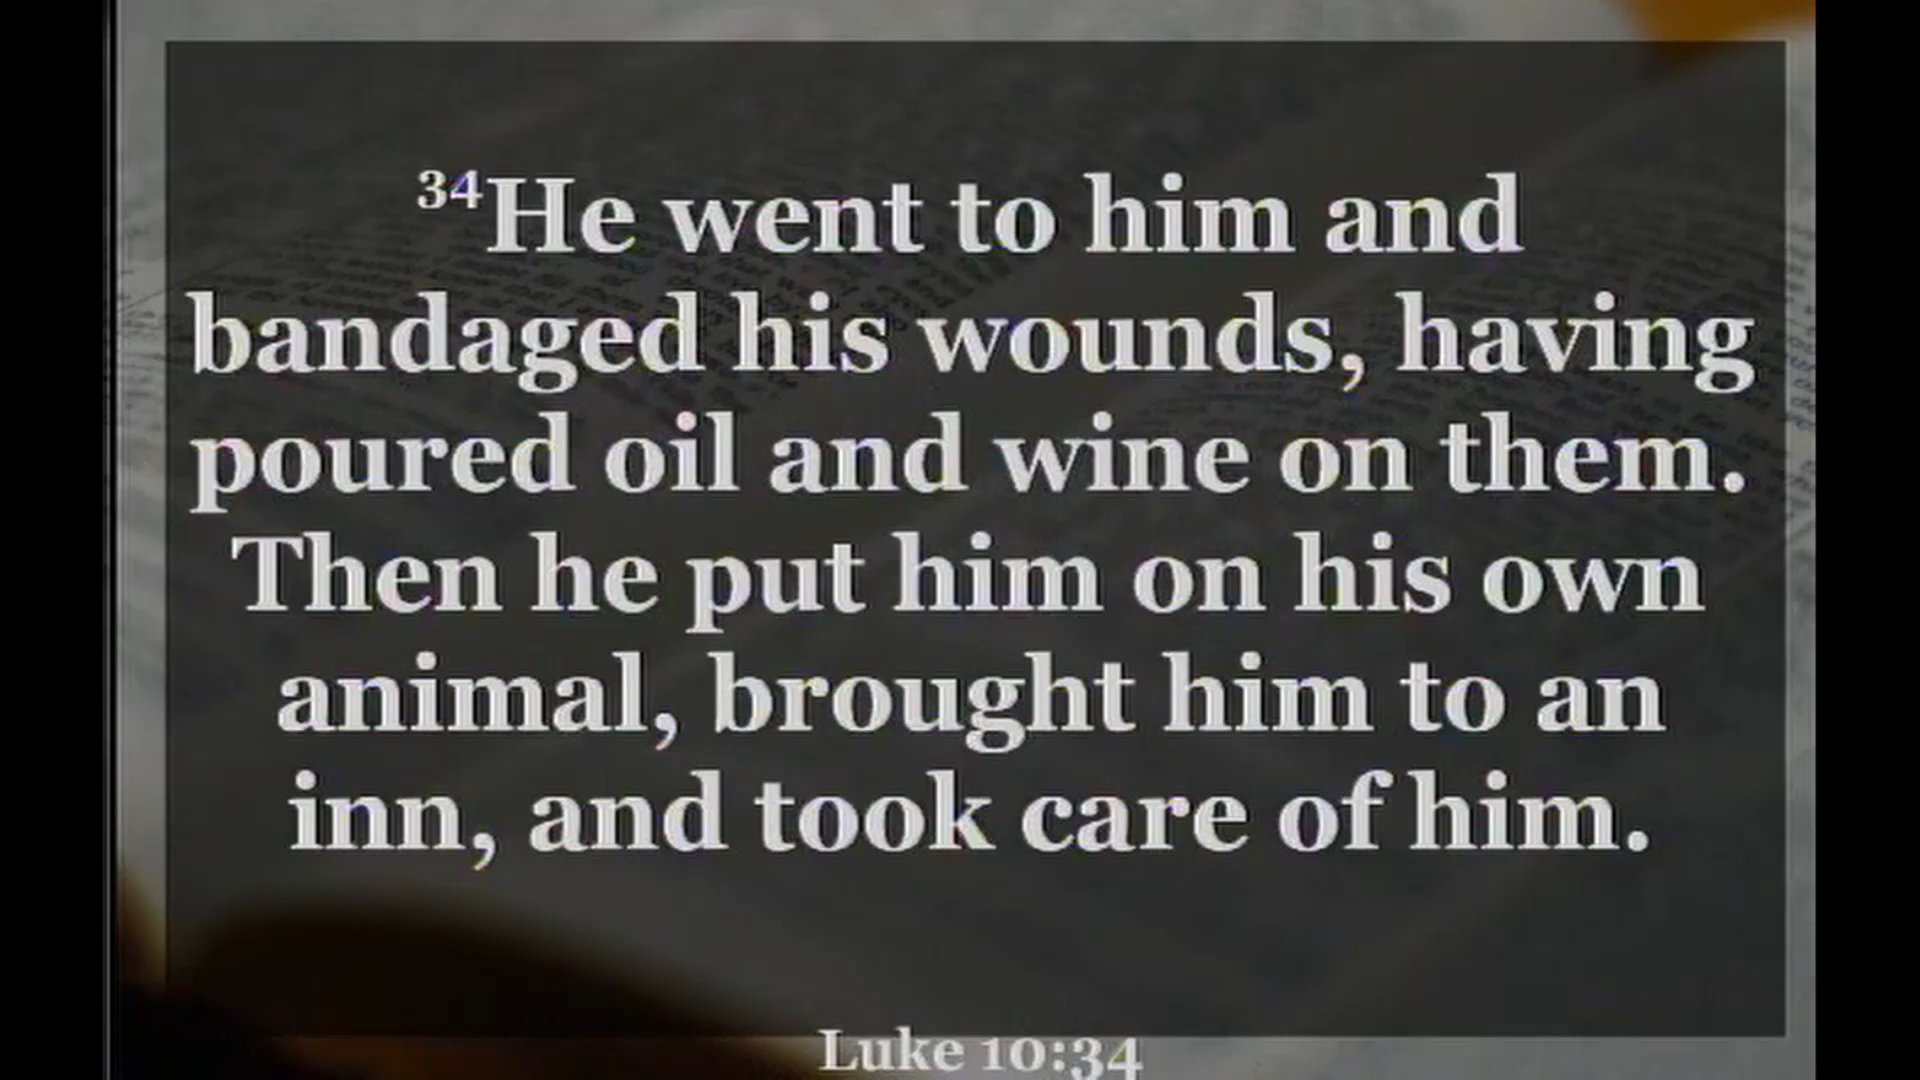 ³⁴He went to him and
bandaged his wounds, having
poured oil and wine on them.
Then he put him on his own
animal, brought him to an
inn, and took care of him.
Luke 10:34